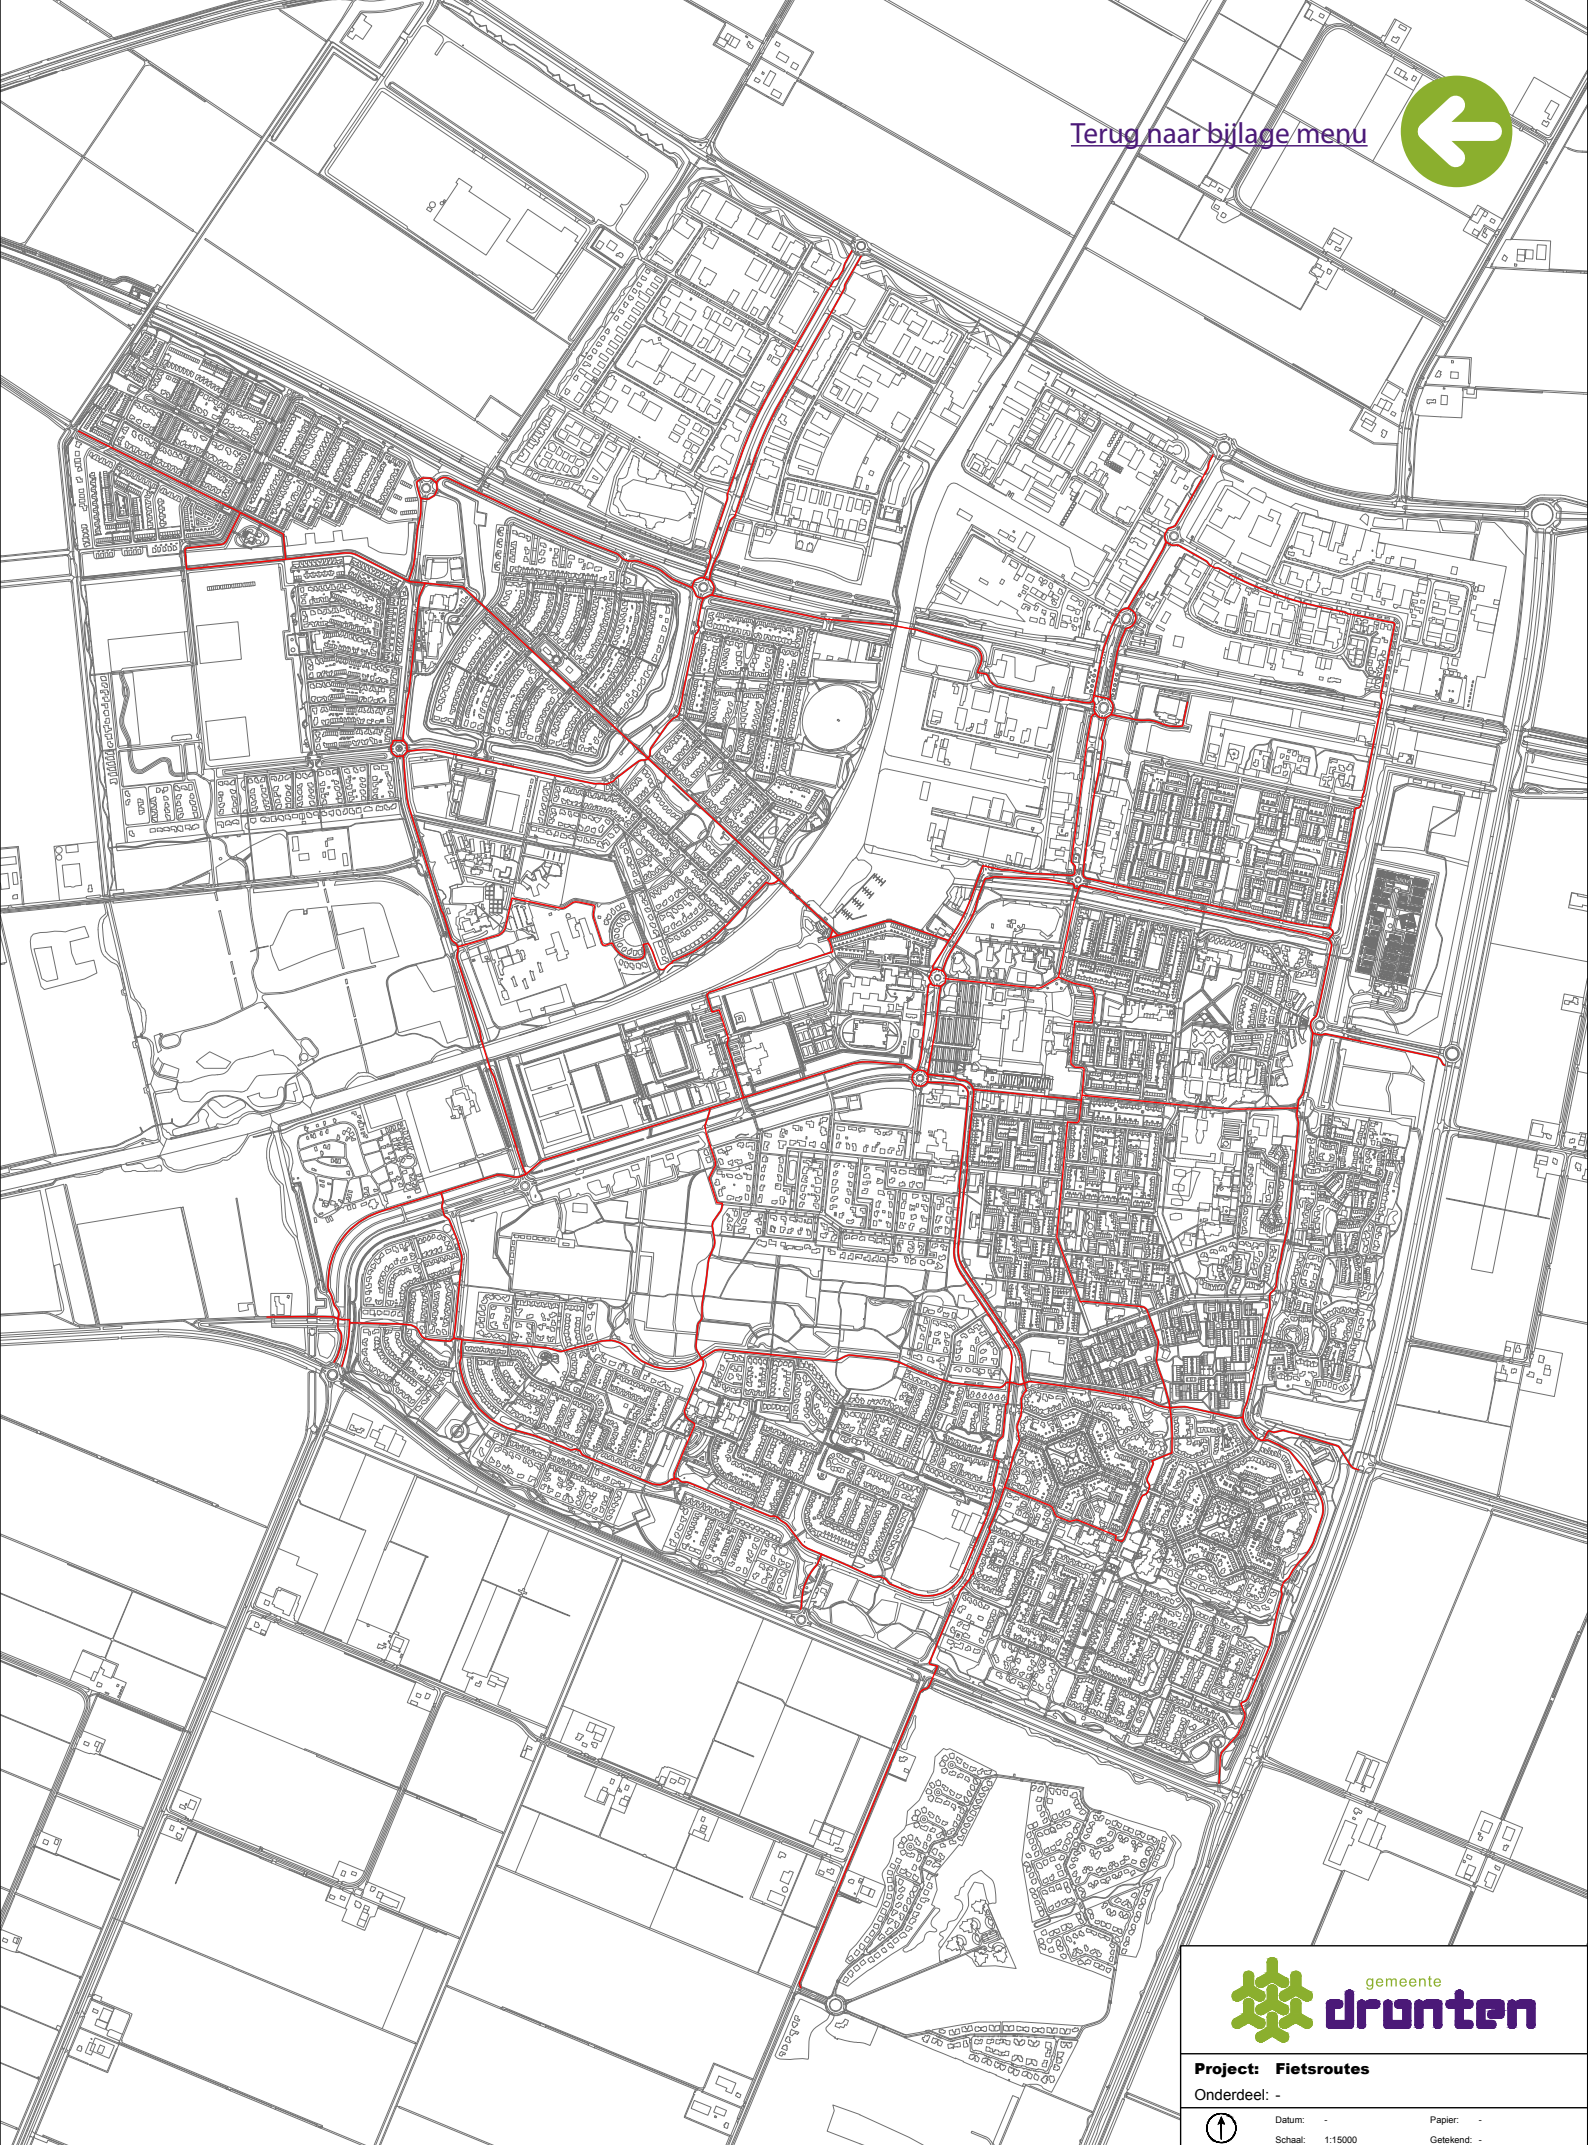 Terug naar bijlage menu
gemeente
dronten
Project: Fietsroutes
Onderdeel: -
Datum: - Papier: -
Schaal: 1:15000 Getekend: -